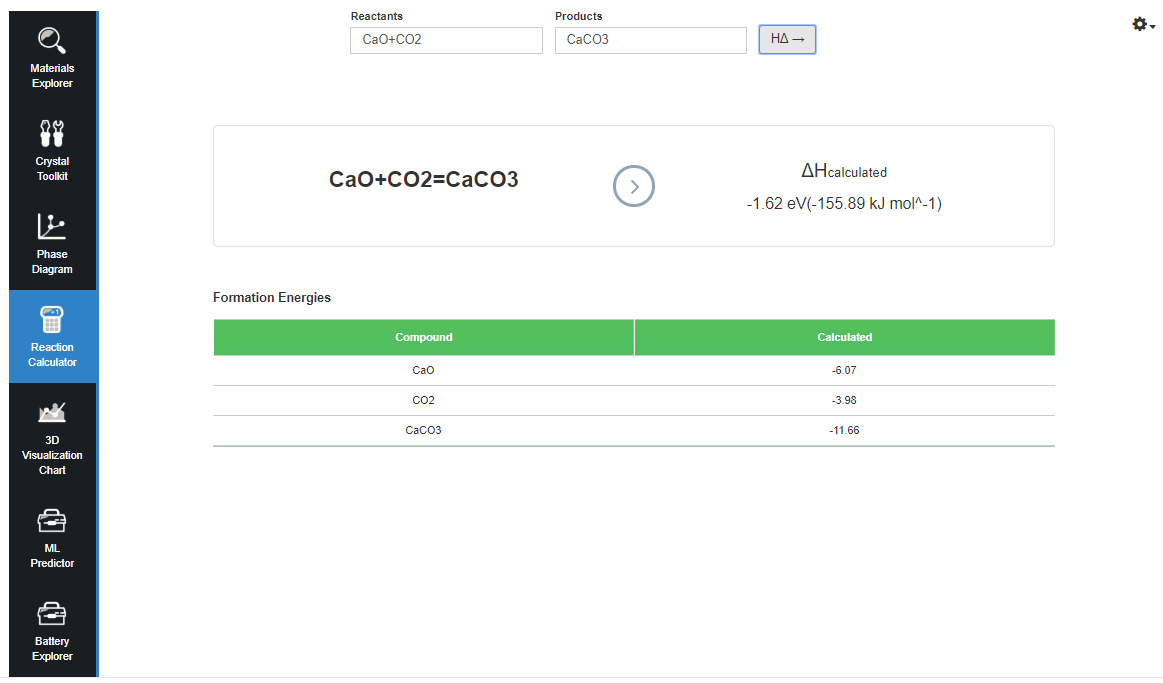 Materials
Explorer
Crystal
Toolkit
Phase
Diagram
Reaction
Calculator
3D
Visualization
Chart
ML
Predictor
Battery
Explorer
Reactants
Products
CaO+CO2
CaCO3
HΔ →
CaO+CO2=CaCO3
ΔHcalculated
-1.62 eV(-155.89 kJ mol^-1)
Formation Energies
Compound Calculated
CaO -6.07
CO2 -3.98
CaCO3 -11.66